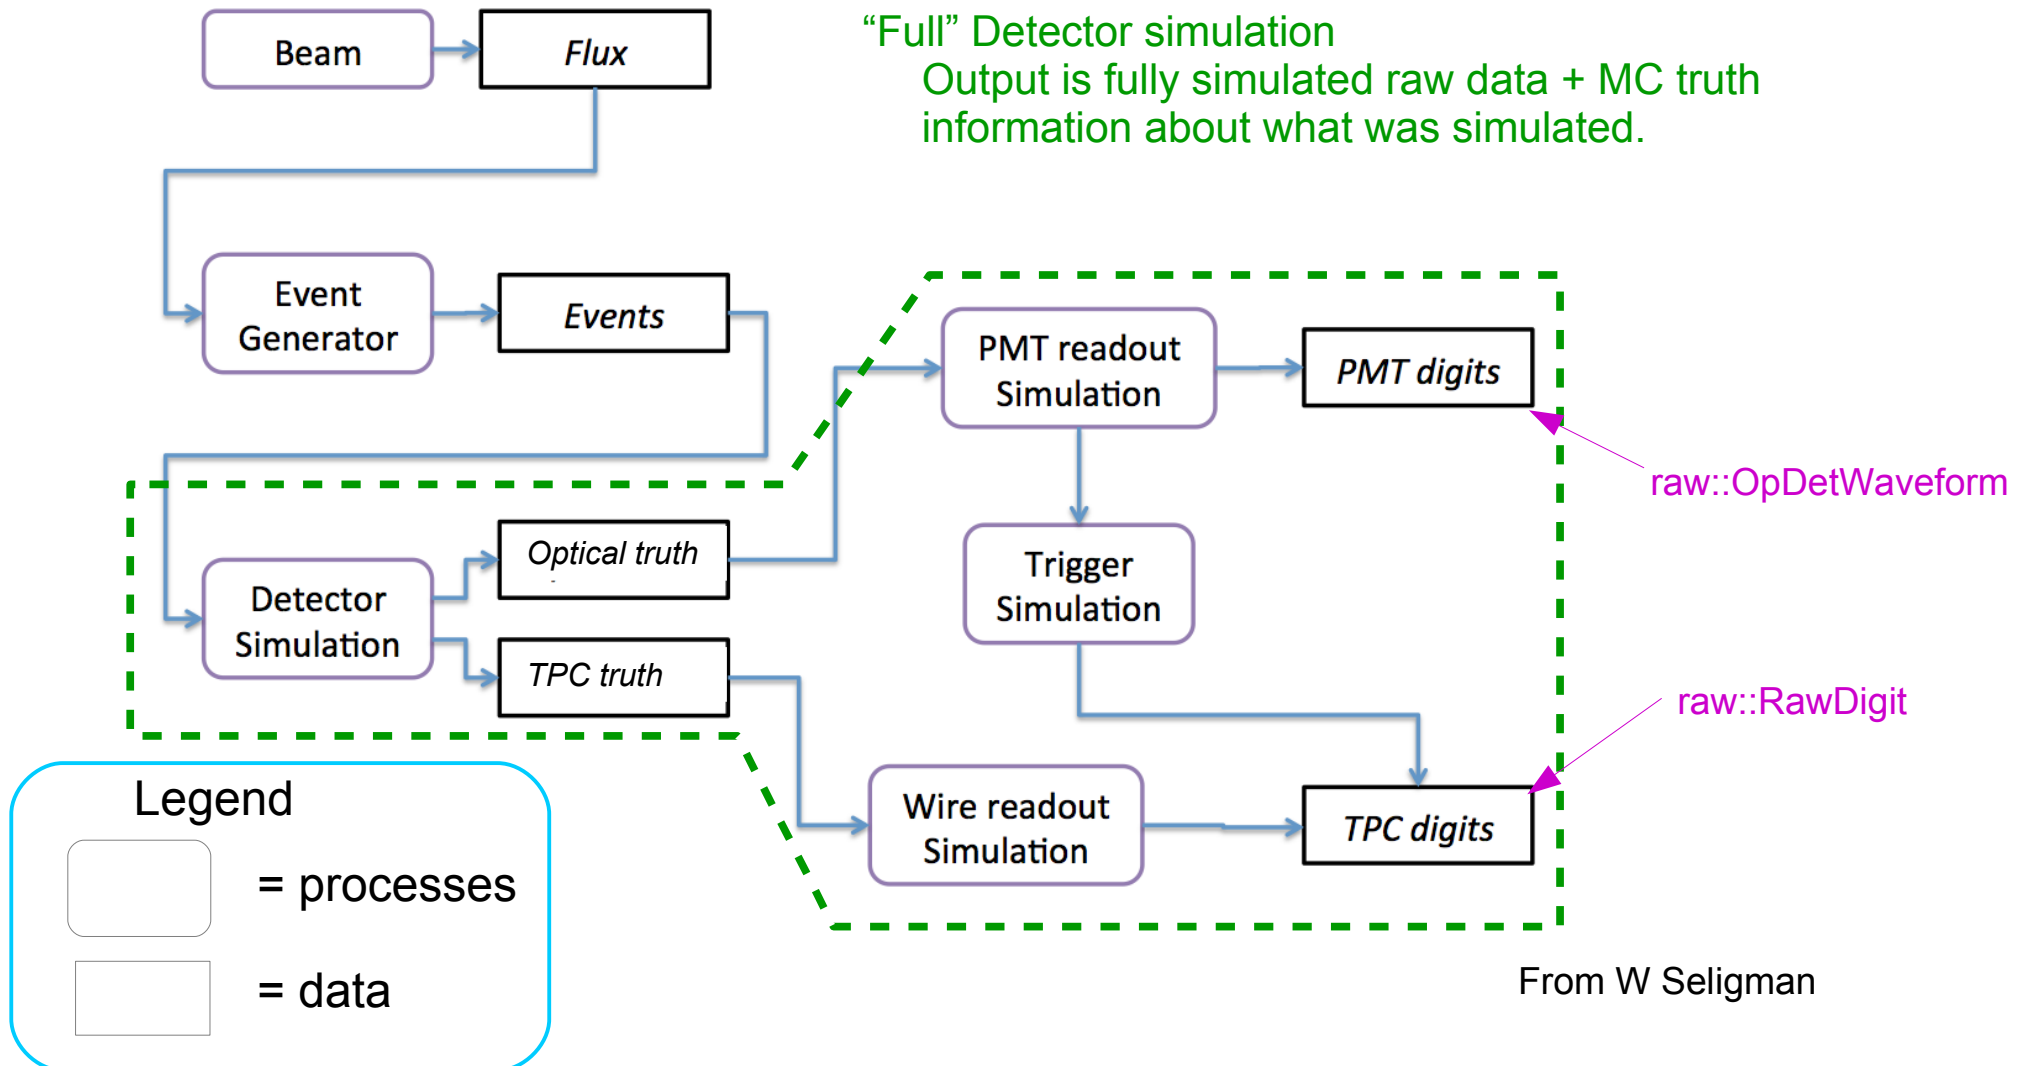 “Full” Detector simulation
Output is fully simulated raw data + MC truth
information about what was simulated.
Beam
Flux
Event
Generator
Events
PMT readout
Simulation
PMT digits
raw::OpDetWaveform
Optical truth
Detector
Simulation
TPC truth
Trigger
Simulation
raw::RawDigit
Wire readout
Simulation
TPC digits
Legend
= processes
= data
From W Seligman